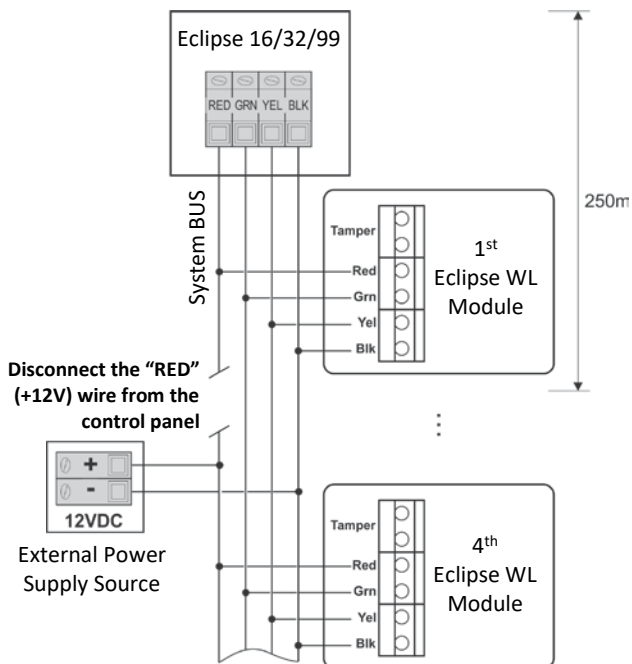 Eclipse 16/32/99
RED GRN YEL BLK
System BUS
250m
Tamper
Red
Grn
Yel
Blk
1st
Eclipse WL
Module
Disconnect the “RED”
(+12V) wire from the
control panel
⋮
+
-
12VDC
External Power
Supply Source
Tamper
Red
Grn
Yel
Blk
4th
Eclipse WL
Module